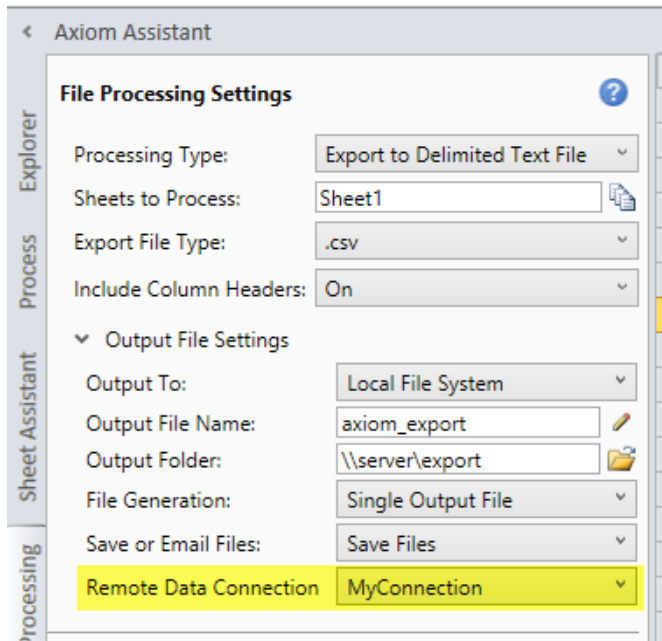 Axiom Assistant
File Processing Settings
Processing Type: Export to Delimited Text File
Sheets to Process: Sheet1
Export File Type: .csv
Include Column Headers: On
Output File Settings
Output To: Local File System
Output File Name: axiom_export
Output Folder: \\server\export
File Generation: Single Output File
Save or Email Files: Save Files
Remote Data Connection MyConnection
Explorer
Process
Sheet Assistant
Processing